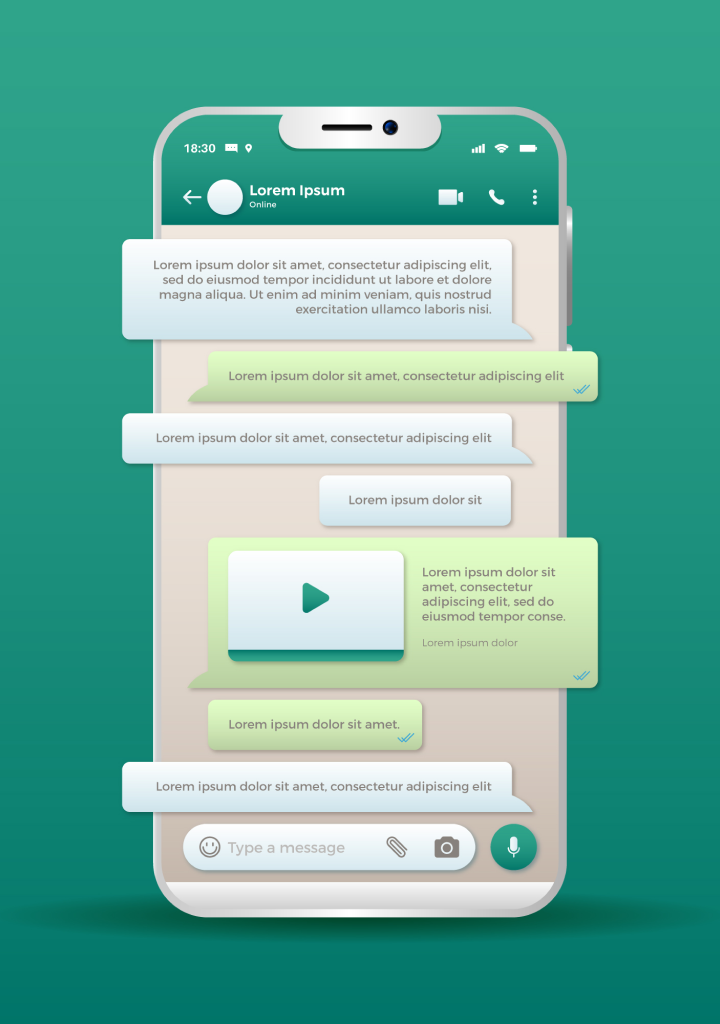 18:30
Lorem Ipsum
Online
Lorem ipsum dolor sit amet, consectetur adipiscing elit,
sed do eiusmod tempor incididunt ut labore et dolore
magna aliqua. Ut enim ad minim veniam, quis nostrud
exercitation ullamco laboris nisi.
Lorem ipsum dolor sit amet, consectetur adipiscing elit
Lorem ipsum dolor sit amet, consectetur adipiscing elit
Lorem ipsum dolor sit
Lorem ipsum dolor sit
amet, consectetur
adipiscing elit, sed do
eiusmod tempor conse.
Lorem ipsum dolor
Lorem ipsum dolor sit amet.
Lorem ipsum dolor sit amet, consectetur adipiscing elit
Type a message